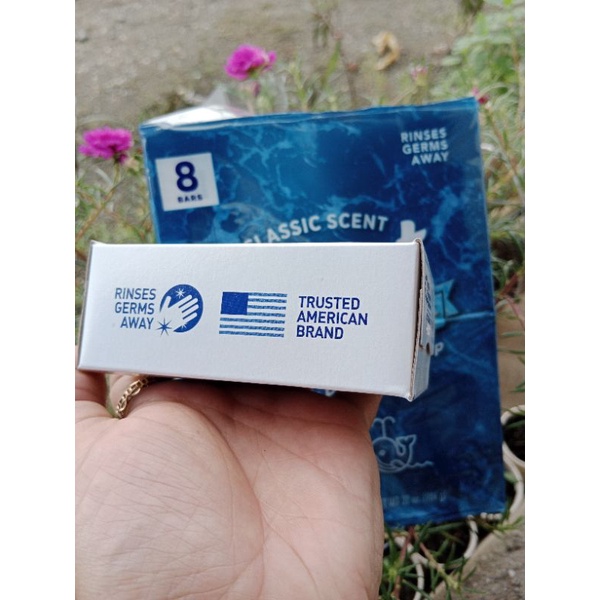 8
BARS
RINSES
GERMS
AWAY
CLASSIC SCENT
RINSES
GERMS
AWAY
TRUSTED
AMERICAN
BRAND